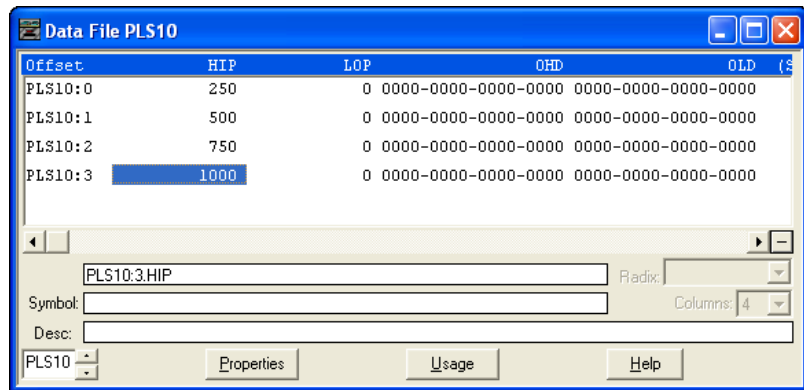 Data File PLS10
Offset HIP LOP OHD OLD (S
PLS10:0 250 0 0000-0000-0000-0000 0000-0000-0000-0000
PLS10:1 500 0 0000-0000-0000-0000 0000-0000-0000-0000
PLS10:2 750 0 0000-0000-0000-0000 0000-0000-0000-0000
PLS10:3 1000 0 0000-0000-0000-0000 0000-0000-0000-0000
PLS10:3.HIP Radix:
Symbol: Columns: 4
Desc:
PLS10 Properties Usage Help